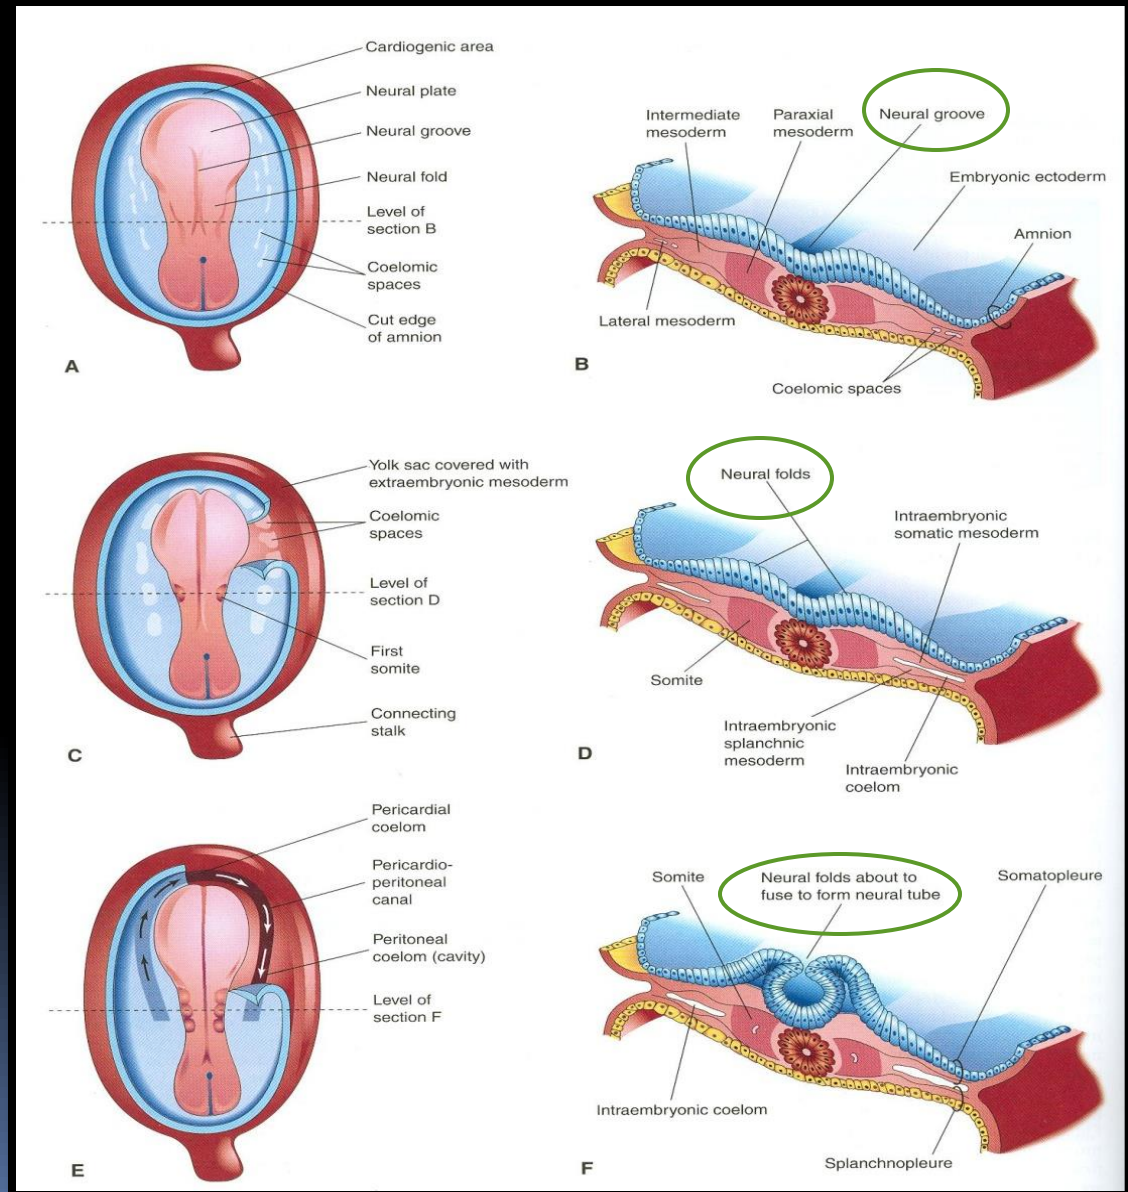 Cardiogenic area
Neural plate
Neural groove
Neural fold
Level of
section B
Coelomic
spaces
Cut edge
of amnion
A
Intermediate
mesoderm
Paraxial
mesoderm
Neural groove
Embryonic ectoderm
Amnion
Lateral mesoderm
Coelomic spaces
B
Yolk sac covered with
extraembryonic mesoderm
Coelomic
spaces
Level of
section D
First
somite
Connecting
stalk
C
Neural folds
Intraembryonic
somatic mesoderm
Somite
Intraembryonic
splanchnic
mesoderm
Intraembryonic
coelom
D
Pericardial
coelom
Pericardio-
peritoneal
canal
Peritoneal
coelom (cavity)
Level of
section F
E
Somite
Neural folds about to
fuse to form neural tube
Somatopleure
Intraembryonic coelom
Splanchnopleure
F